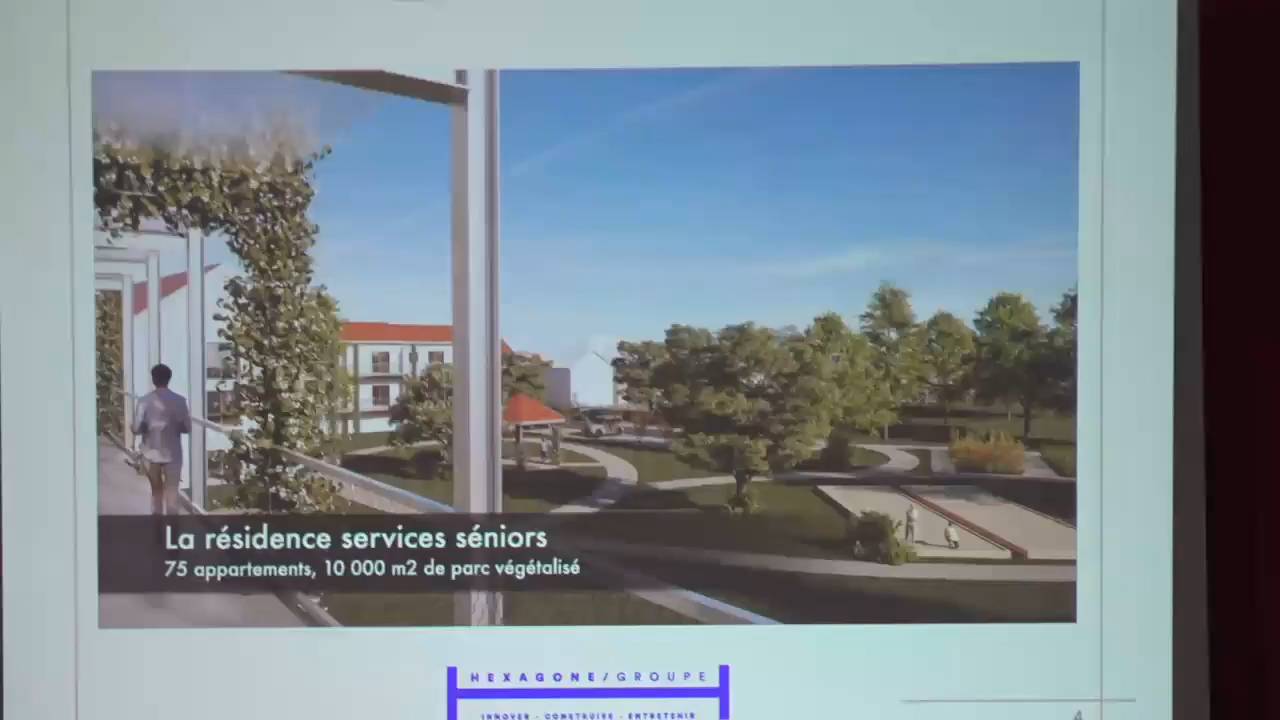 La résidence services séniors
75 appartements, 10 000 m2 de parc végétalisé
HEXAGONE/GROUPE
INNOVER - CONSTRUIRE - ENTRETENIR
4